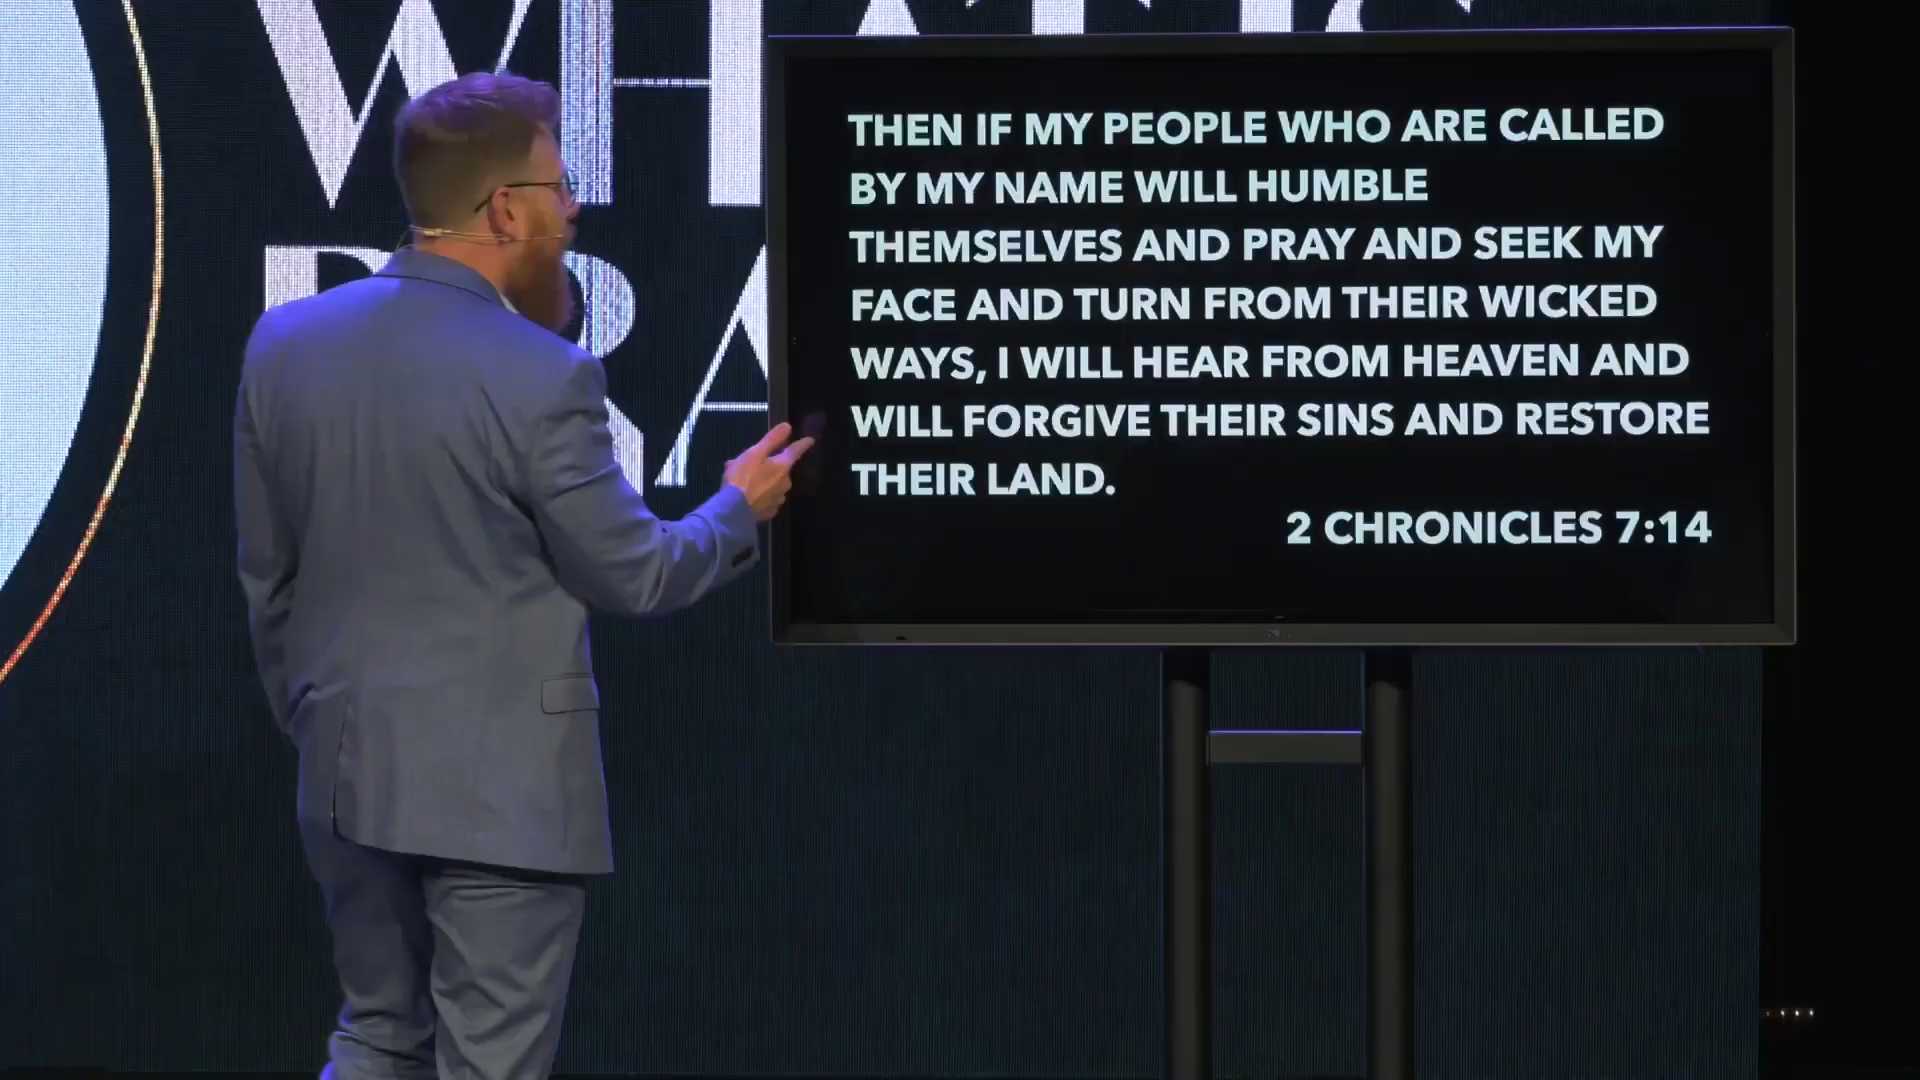 WHAT IS
THEN IF MY PEOPLE WHO ARE CALLED
BY MY NAME WILL HUMBLE
THEMSELVES AND PRAY AND SEEK MY
FACE AND TURN FROM THEIR WICKED
WAYS, I WILL HEAR FROM HEAVEN AND
WILL FORGIVE THEIR SINS AND RESTORE
THEIR LAND.
2 CHRONICLES 7:14